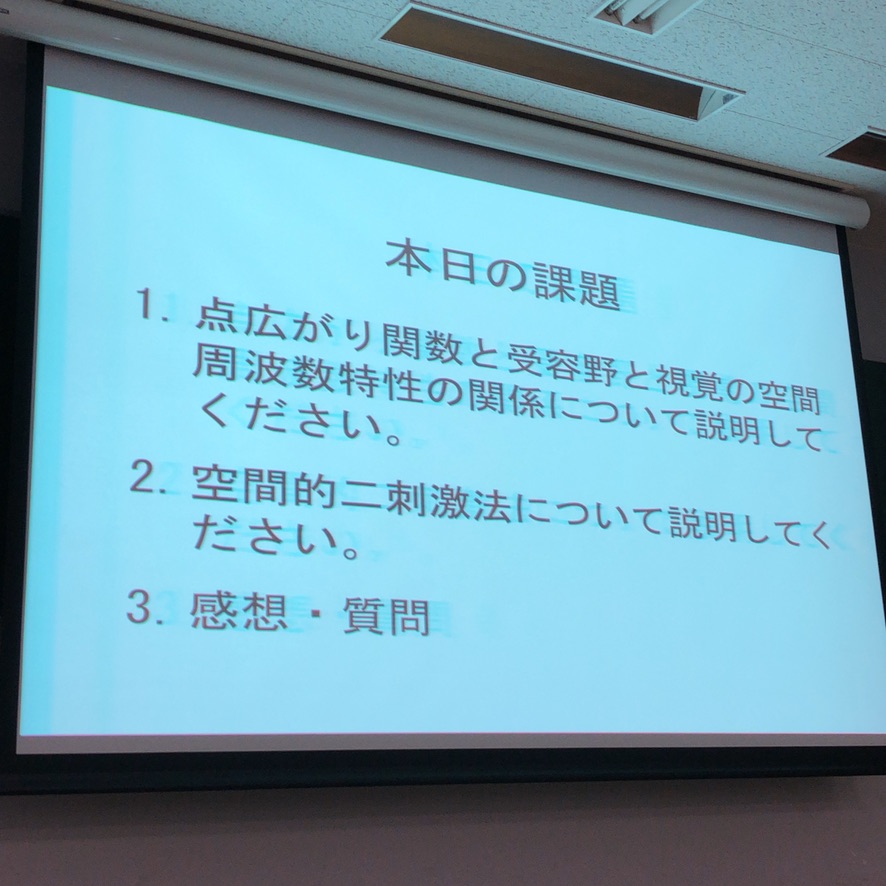 本日の課題
1. 点広がり関数と受容野と視覚の空間
周波数特性の関係について説明して
ください。
2. 空間的二刺激法について説明してく
ださい。
3. 感想・質問